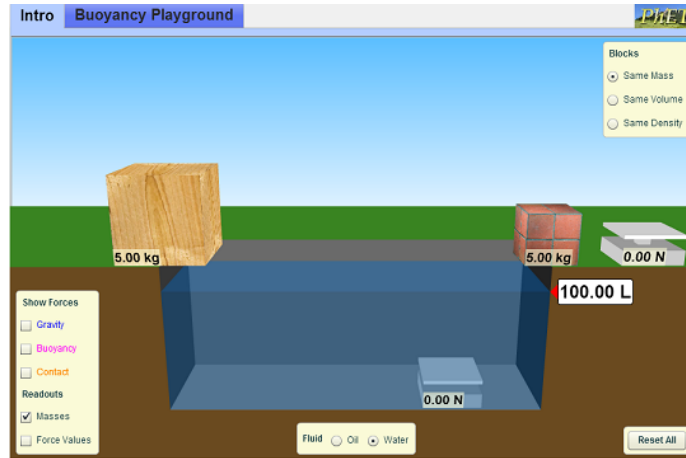 Intro Buoyancy Playground
PhET
Blocks
Same Mass
Same Volume
Same Density
5.00 kg
5.00 kg
0.00 N
100.00 L
Show Forces
Gravity
Buoyancy
Contact
Readouts
Masses
Force Values
0.00 N
Fluid Oil Water
Reset All